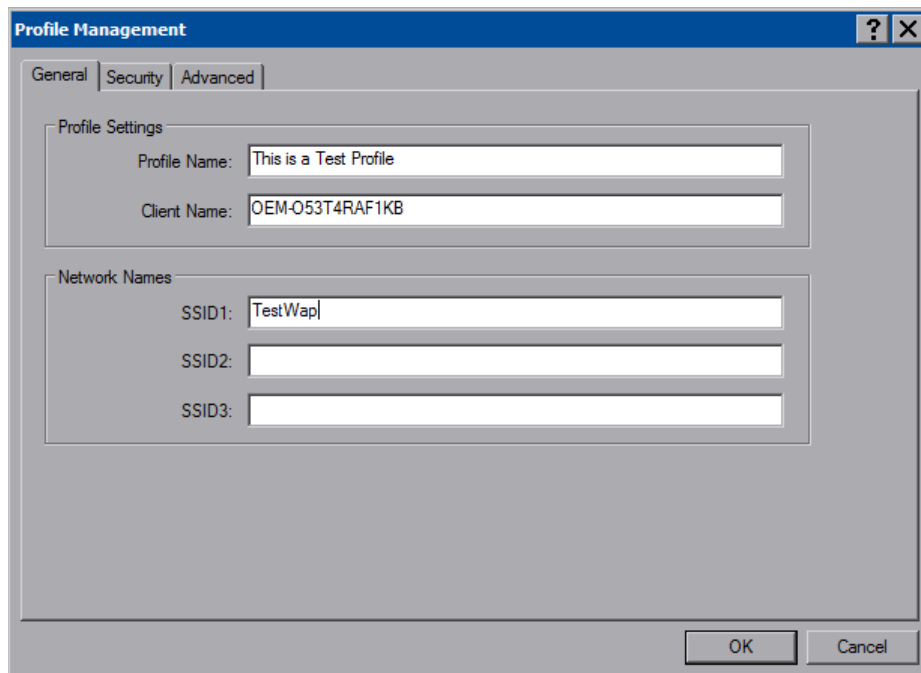 Profile Management
General Security Advanced
Profile Settings
Profile Name: This is a Test Profile
Client Name: OEM-O53T4RAF1KB
Network Names
SSID1: TestWap
SSID2:
SSID3:
OK Cancel